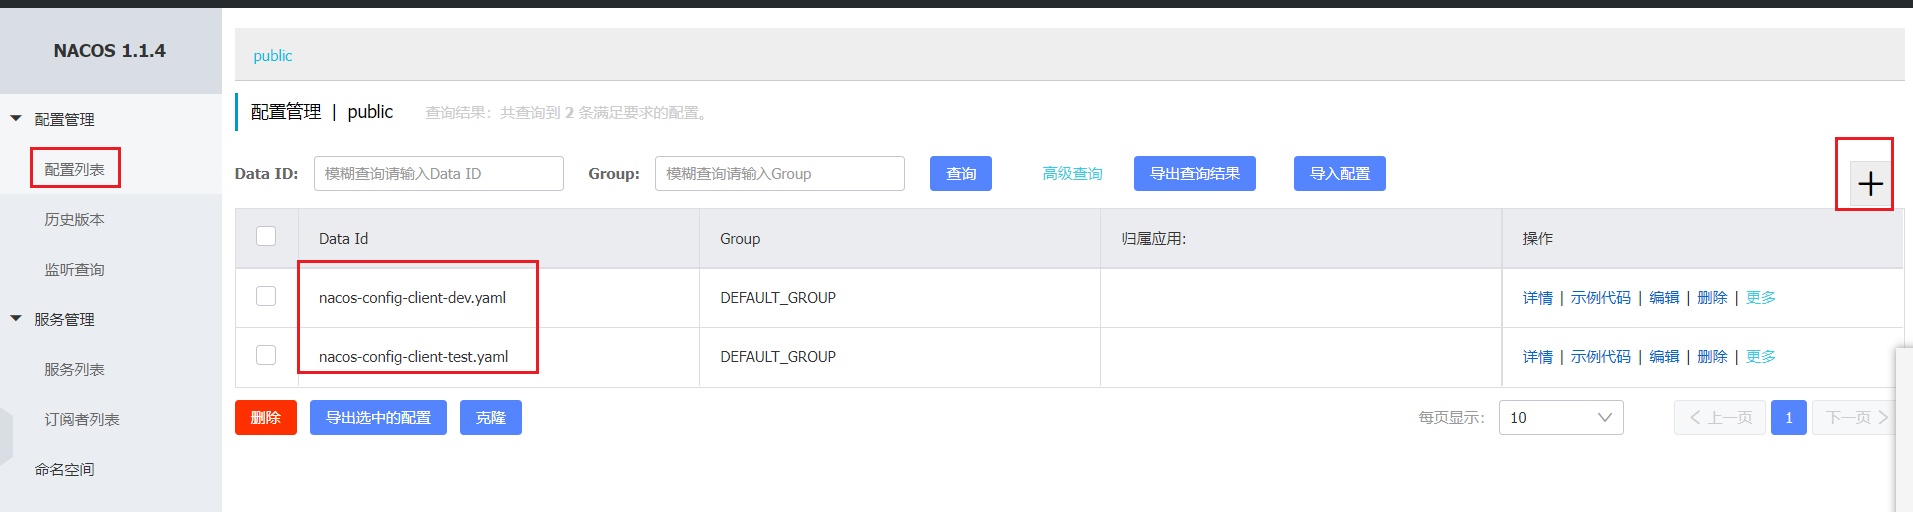 NACOS 1.1.4
配置管理
配置列表
历史版本
监听查询
服务管理
服务列表
订阅者列表
命名空间
public
配置管理 | public 查询结果：共查询到 2 条满足要求的配置。
Data ID: 模糊查询请输入Data ID Group: 模糊查询请输入Group 查询 高级查询 导出查询结果 导入配置
Data Id Group 归属应用: 操作
nacos-config-client-dev.yaml DEFAULT_GROUP 详情 | 示例代码 | 编辑 | 删除 | 更多
nacos-config-client-test.yaml DEFAULT_GROUP 详情 | 示例代码 | 编辑 | 删除 | 更多
删除 导出选中的配置 克隆 每页显示: 10 上一页 1 下一页